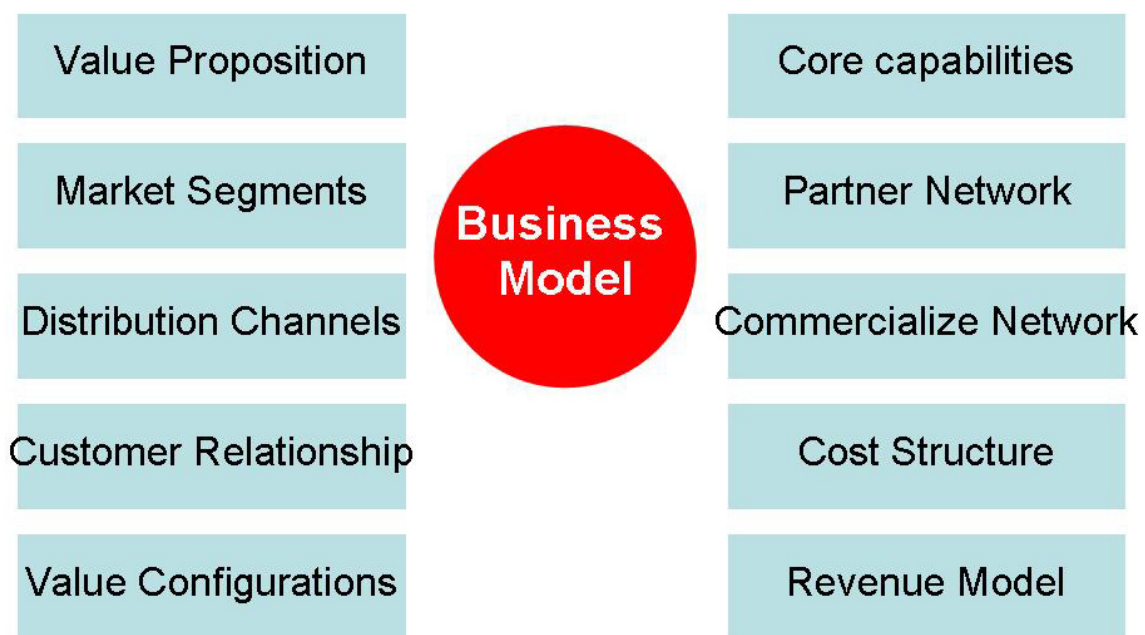 Value Proposition
Market Segments
Distribution Channels
Customer Relationship
Value Configurations
Business
Model
Core capabilities
Partner Network
Commercialize Network
Cost Structure
Revenue Model